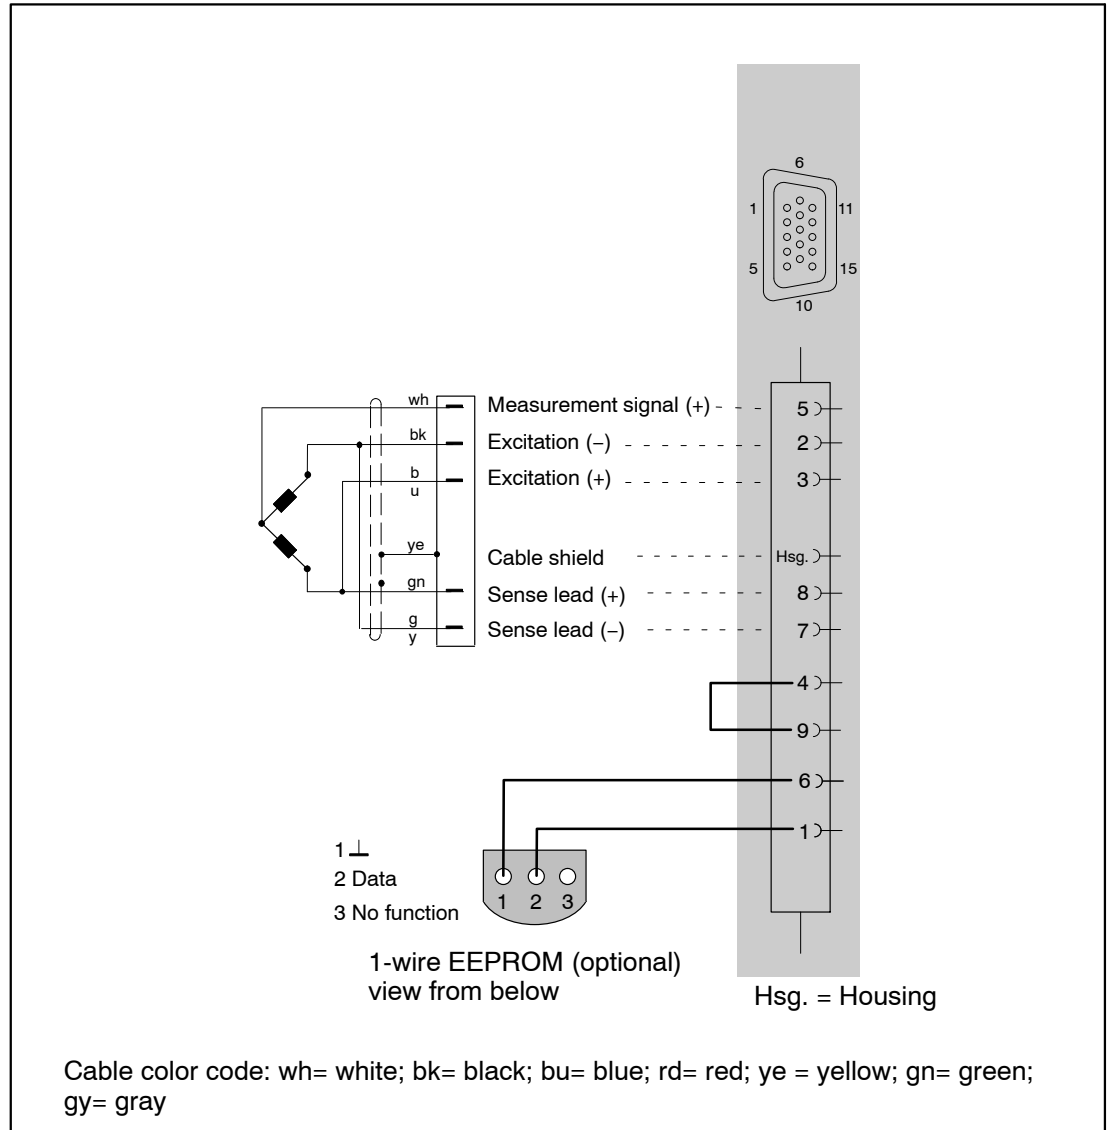 6
1
11
5
15
10
wh
Measurement signal (+)
5
bk
Excitation (−)
2
b
u
Excitation (+)
3
ye
Cable shield
Hsg.
gn
Sense lead (+)
8
g
y
Sense lead (−)
7
4
9
6
1
1
2 Data
3 No function
1 2 3
1-wire EEPROM (optional)
view from below
Hsg. = Housing
Cable color code: wh= white; bk= black; bu= blue; rd= red; ye = yellow; gn= green;
gy= gray